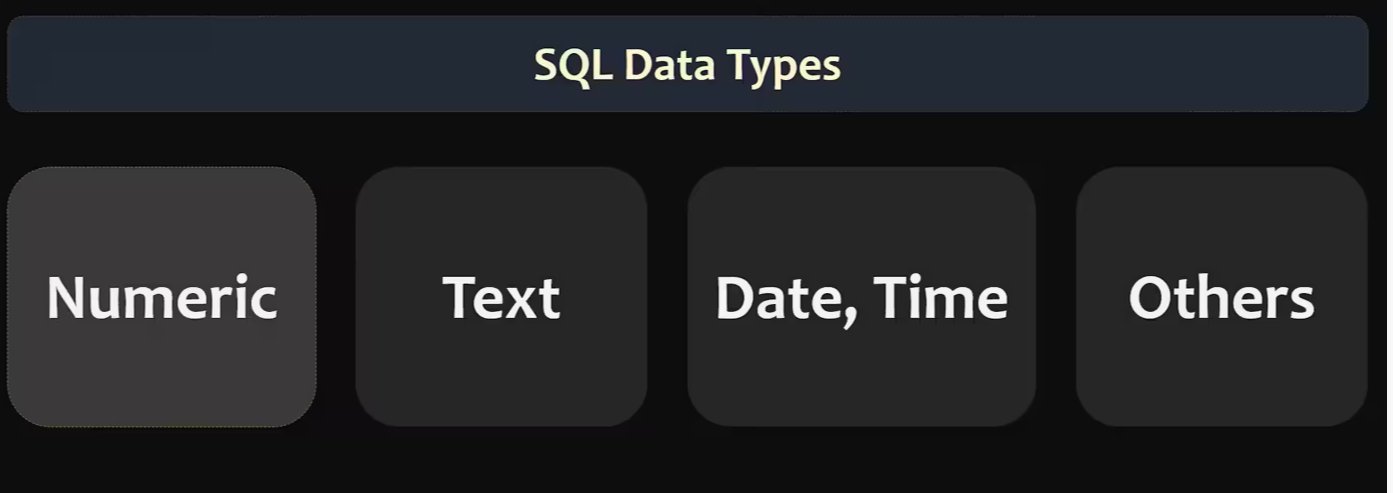 SQL Data Types
Numeric
Text
Date, Time
Others